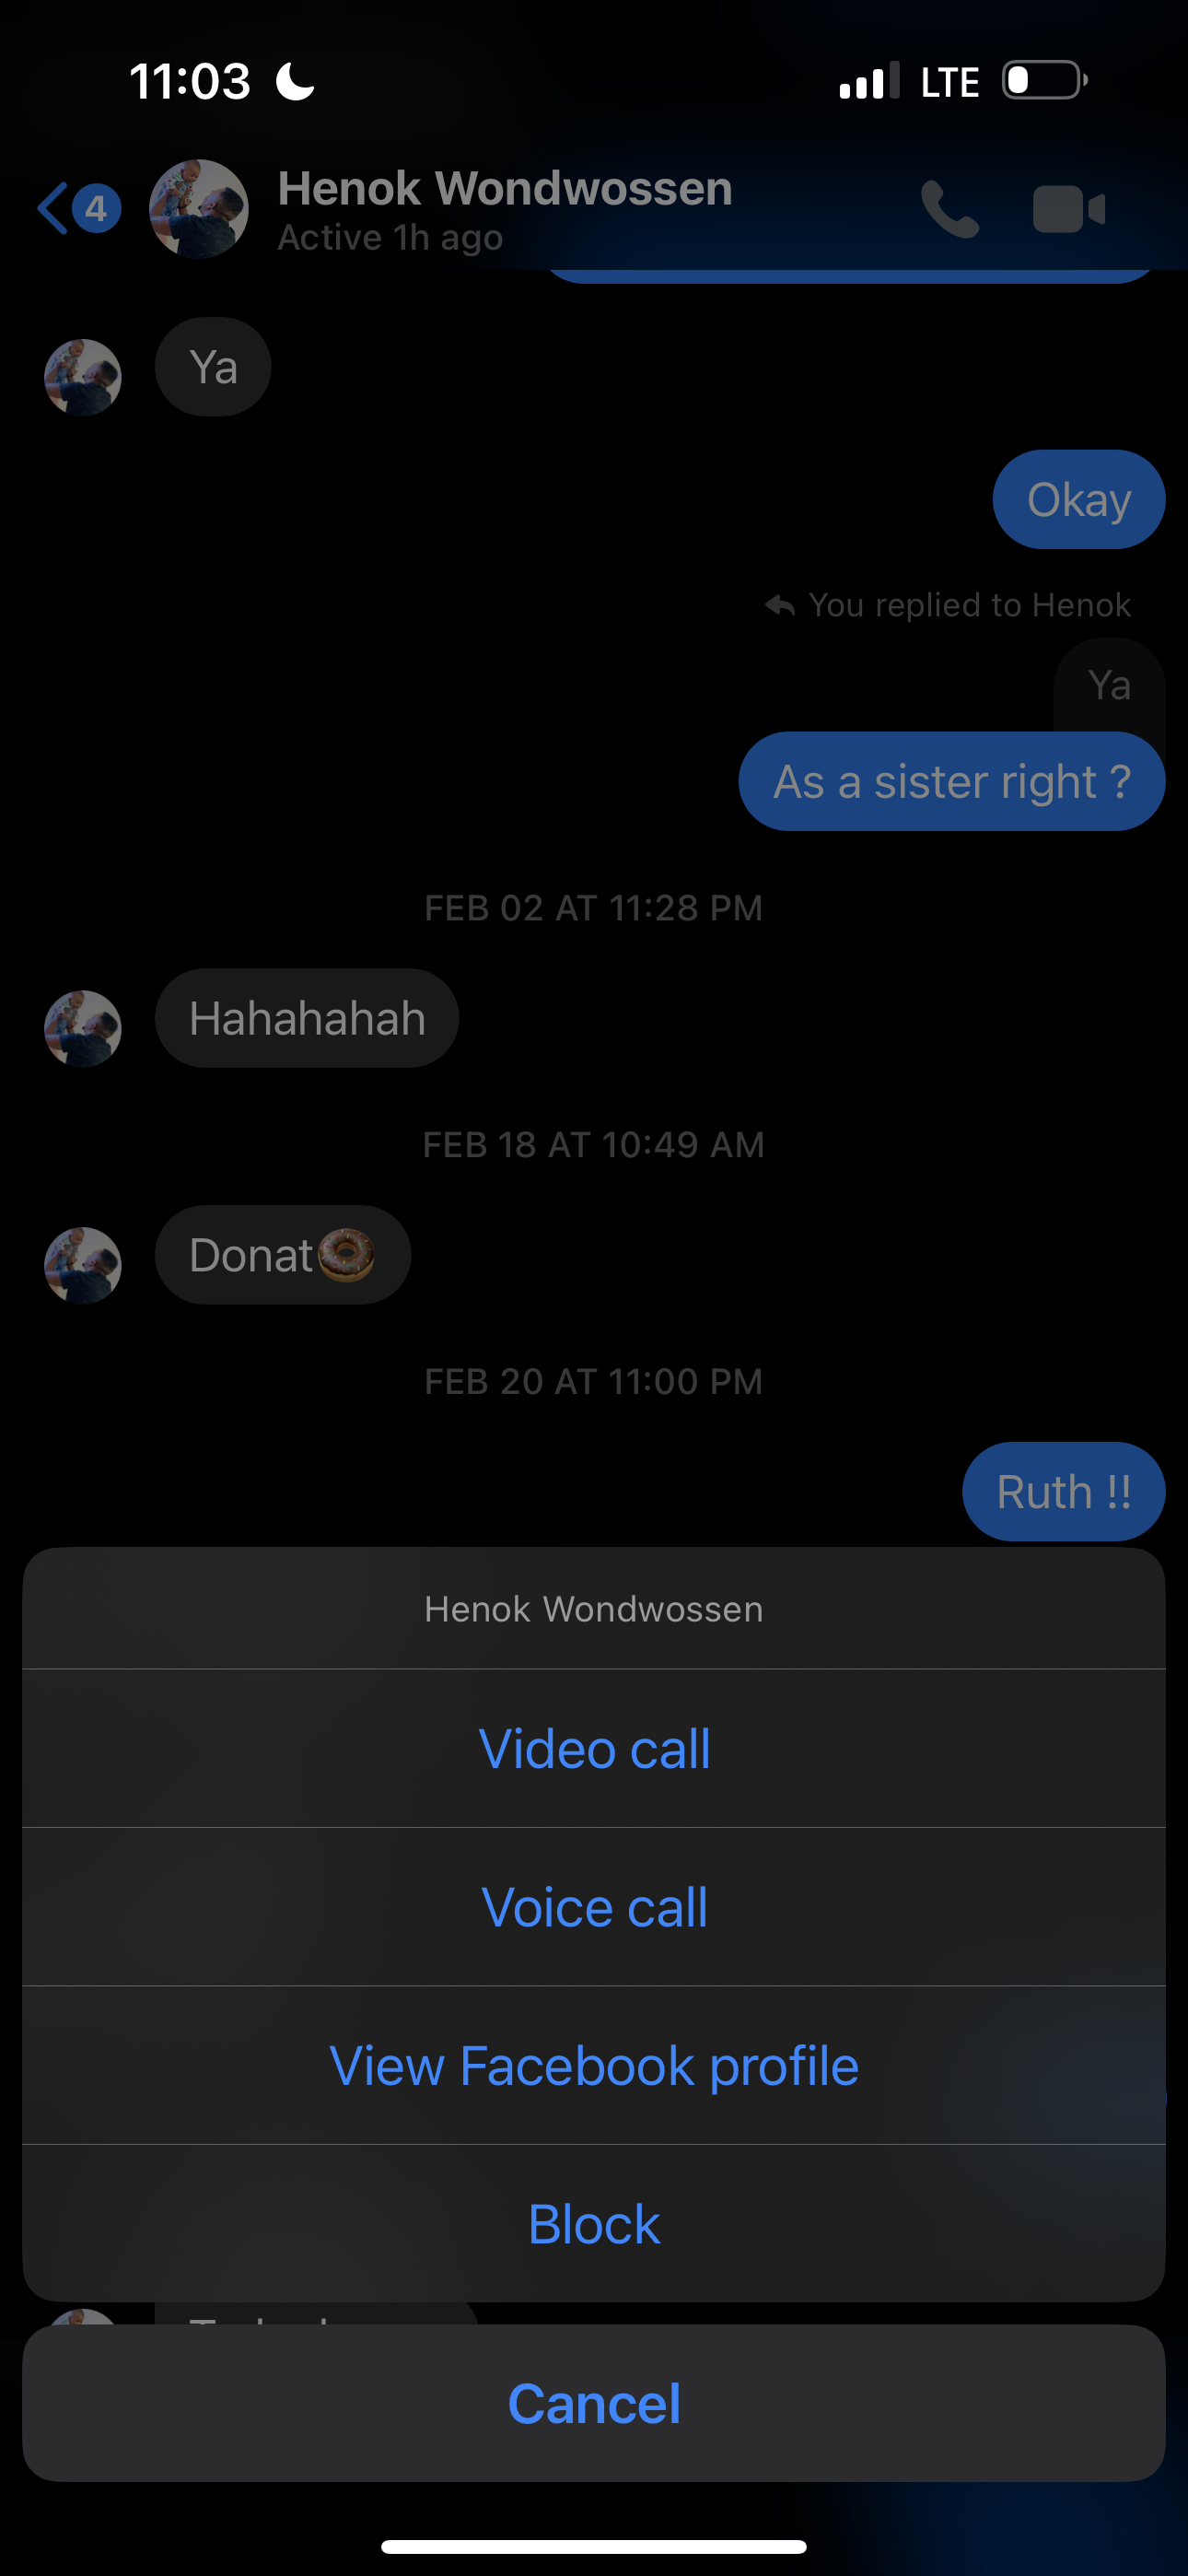 11:03
LTE
4
Henok Wondwossen
Active 1h ago
Ya
Okay
You replied to Henok
Ya
As a sister right ?
FEB 02 AT 11:28 PM
Hahahahah
FEB 18 AT 10:49 AM
Donat🍩
FEB 20 AT 11:00 PM
Ruth !!
Henok Wondwossen
Video call
Voice call
View Facebook profile
Block
Cancel